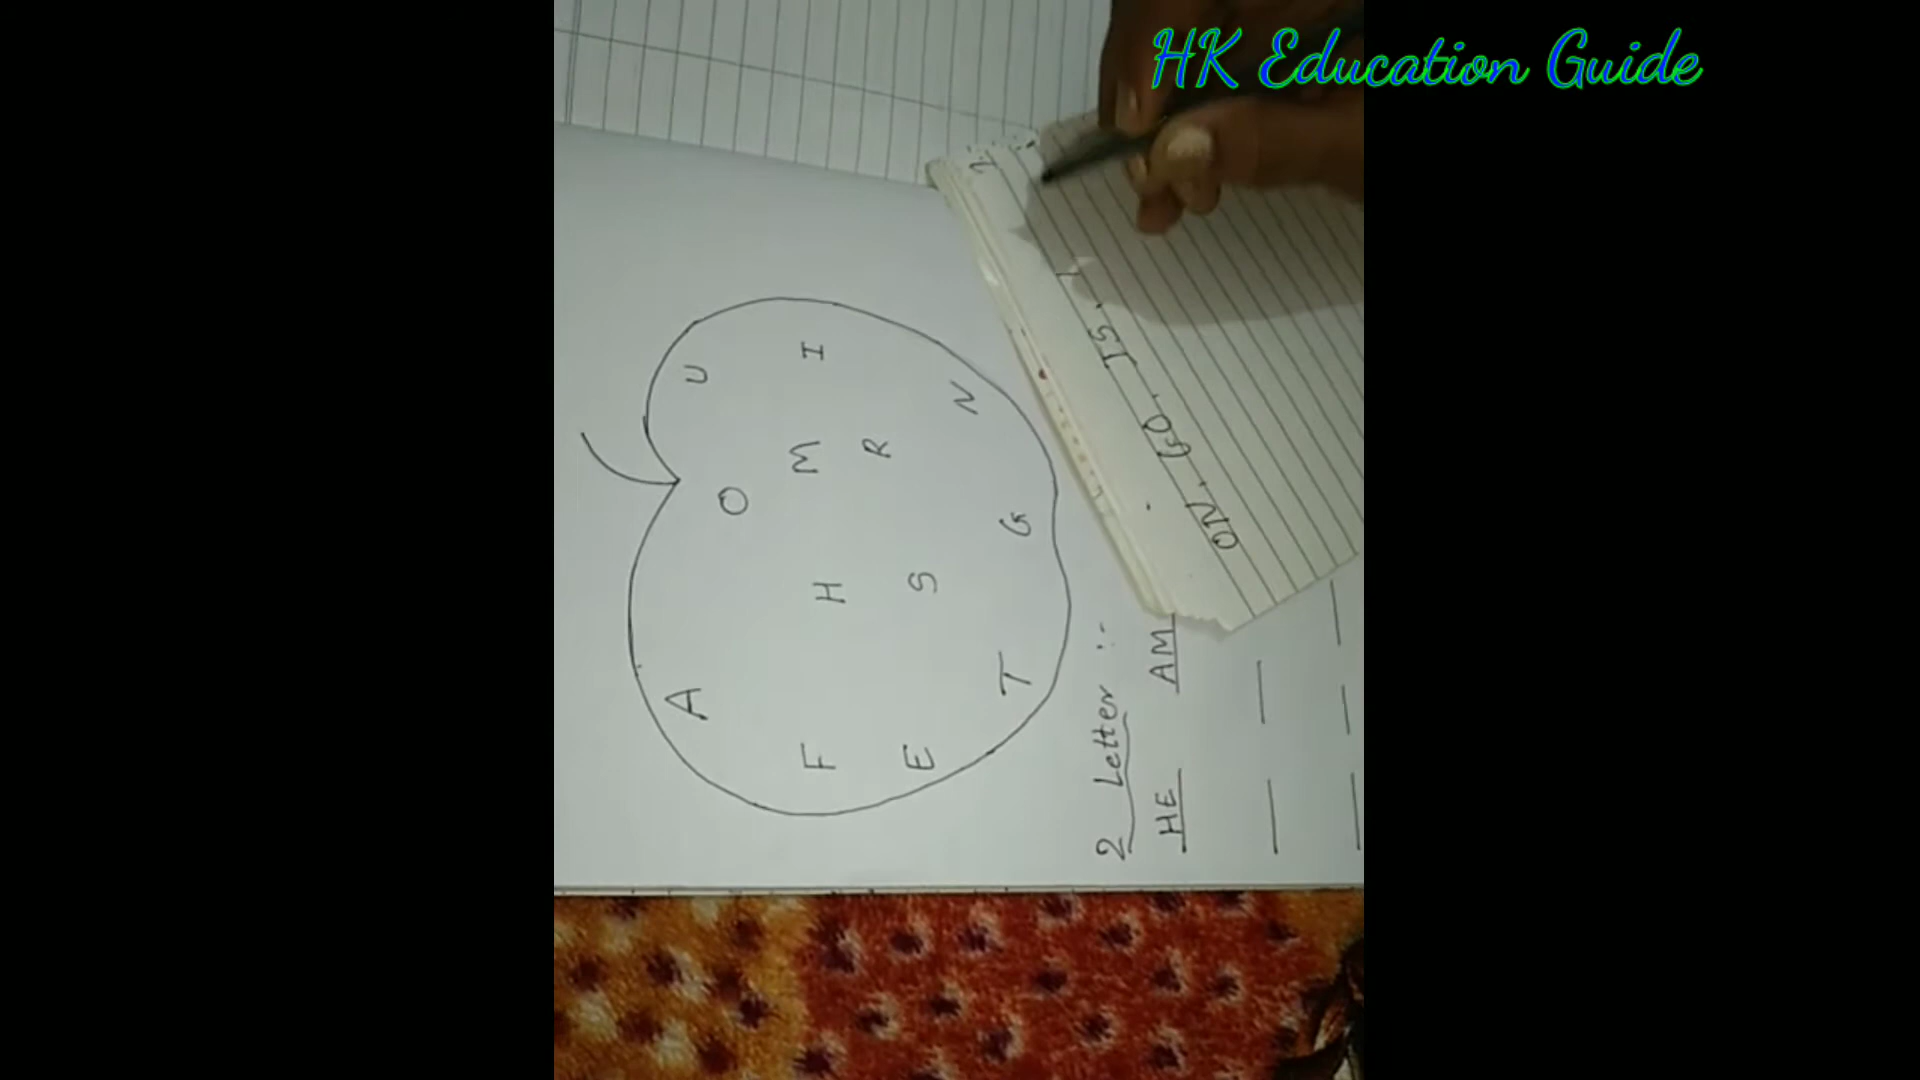 HK Education Guide
U I
N
O M R
H S G
A T
F E
2 Letter :-
HE AM
ON. GO. IS.